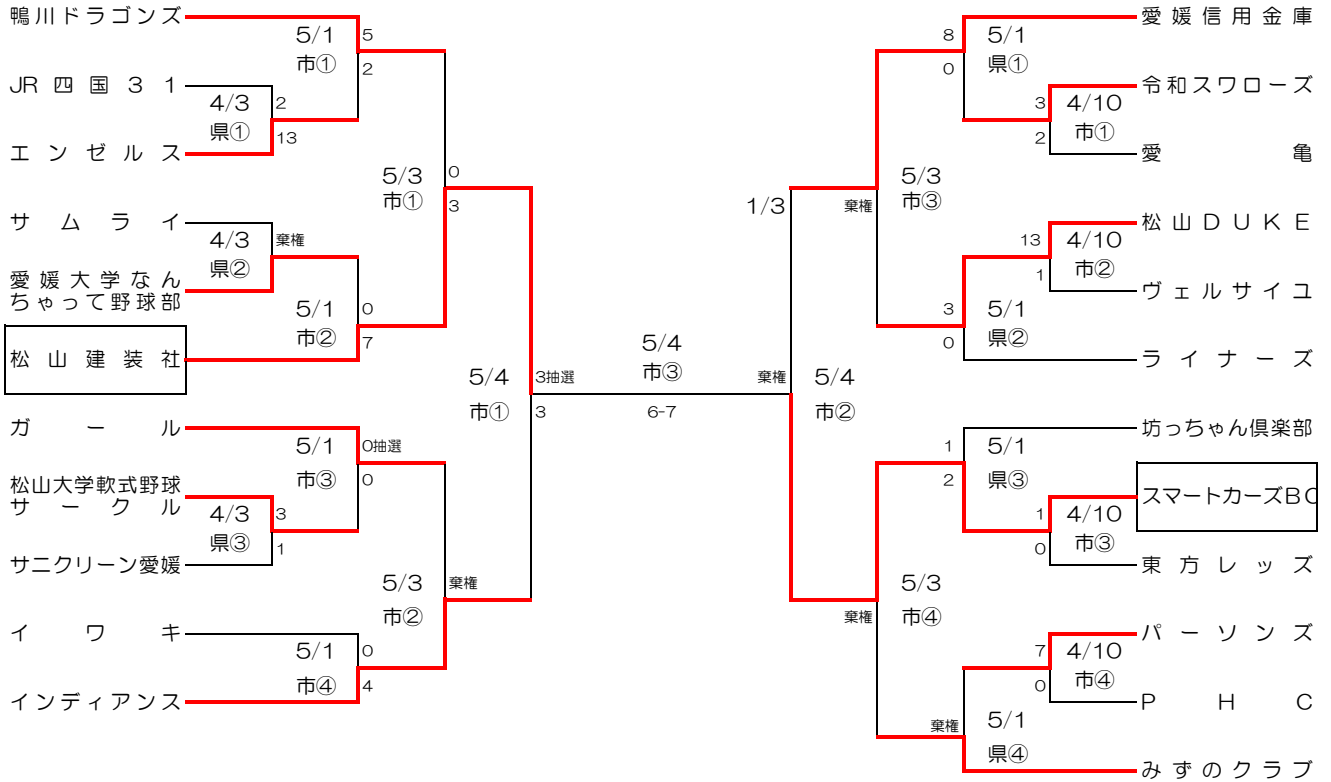 鴨川ドラゴンズ
5/1
市①
5
2
JR四国31
4/3
県①
2
13
エンゼルス
5/3
市①
0
3
サムライ
4/3
県②
棄権
愛媛大学なん
ちゃって野球部
5/1
市②
0
7
松山建装社
5/4
市①
3抽選
3
ガール
5/1
市③
0抽選
0
松山大学軟式野球
サークル
4/3
県③
3
1
サニクリーン愛媛
5/3
市②
棄権
イワキ
5/1
市④
0
4
インディアンス
5/4
市③
6-7
愛媛信用金庫
8
0
5/1
県①
令和スワローズ
3
2
4/10
市①
愛亀
1/3
棄権
5/3
市③
松山DUKE
13
1
4/10
市②
ヴェルサイユ
3
0
5/1
県②
ライナーズ
棄権
5/4
市②
坊っちゃん倶楽部
1
2
5/1
県③
スマートカーズBC
1
0
4/10
市③
東方レッズ
棄権
5/3
市④
パーソンズ
7
0
4/10
市④
PHC
棄権
5/1
県④
みずのクラブ